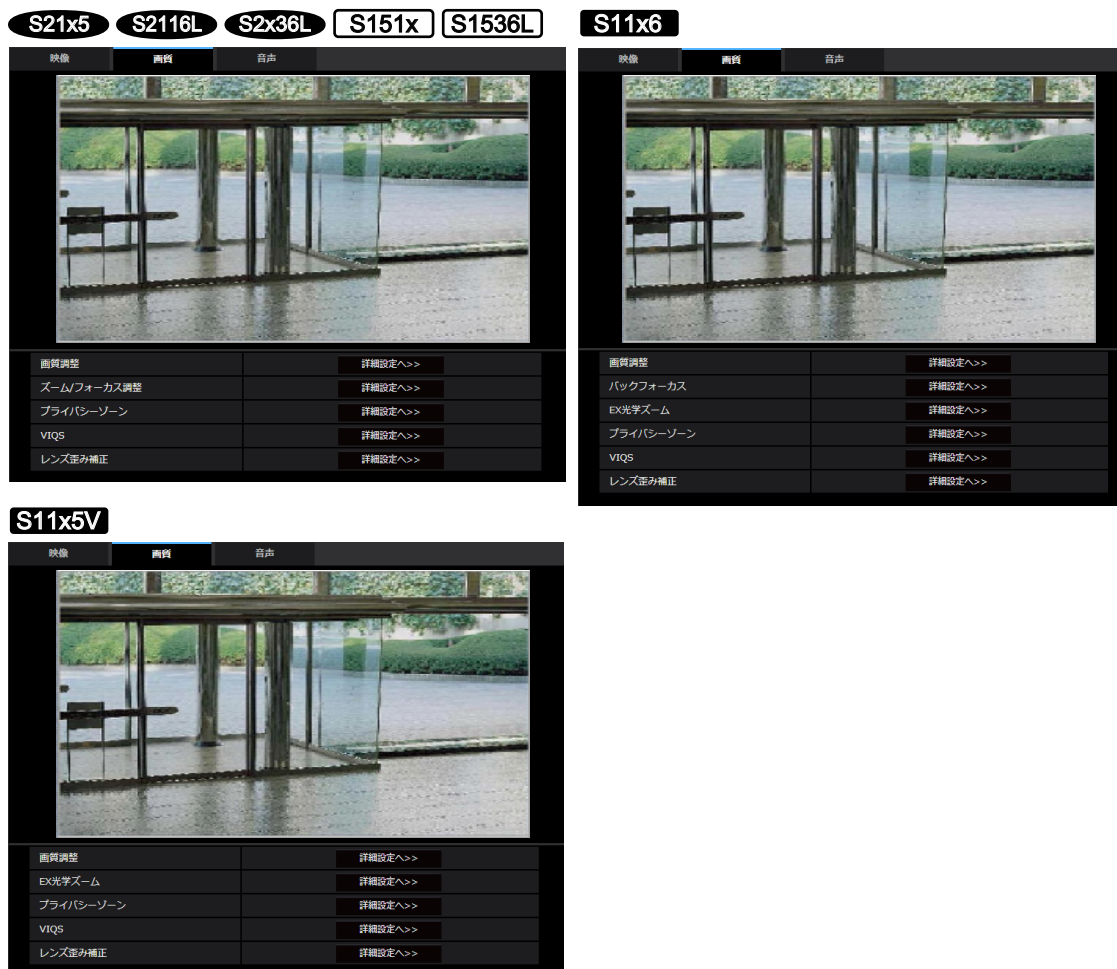 S21x5 S2116L S2x36L S151x S1536L
映像 画質 音声
画質調整 詳細設定へ>>
ズーム/フォーカス調整 詳細設定へ>>
プライバシーゾーン 詳細設定へ>>
VIQS 詳細設定へ>>
レンズ歪み補正 詳細設定へ>>
S11x6
映像 画質 音声
画質調整 詳細設定へ>>
バックフォーカス 詳細設定へ>>
EX光学ズーム 詳細設定へ>>
プライバシーゾーン 詳細設定へ>>
VIQS 詳細設定へ>>
レンズ歪み補正 詳細設定へ>>
S11x5V
映像 画質 音声
画質調整 詳細設定へ>>
EX光学ズーム 詳細設定へ>>
プライバシーゾーン 詳細設定へ>>
VIQS 詳細設定へ>>
レンズ歪み補正 詳細設定へ>>